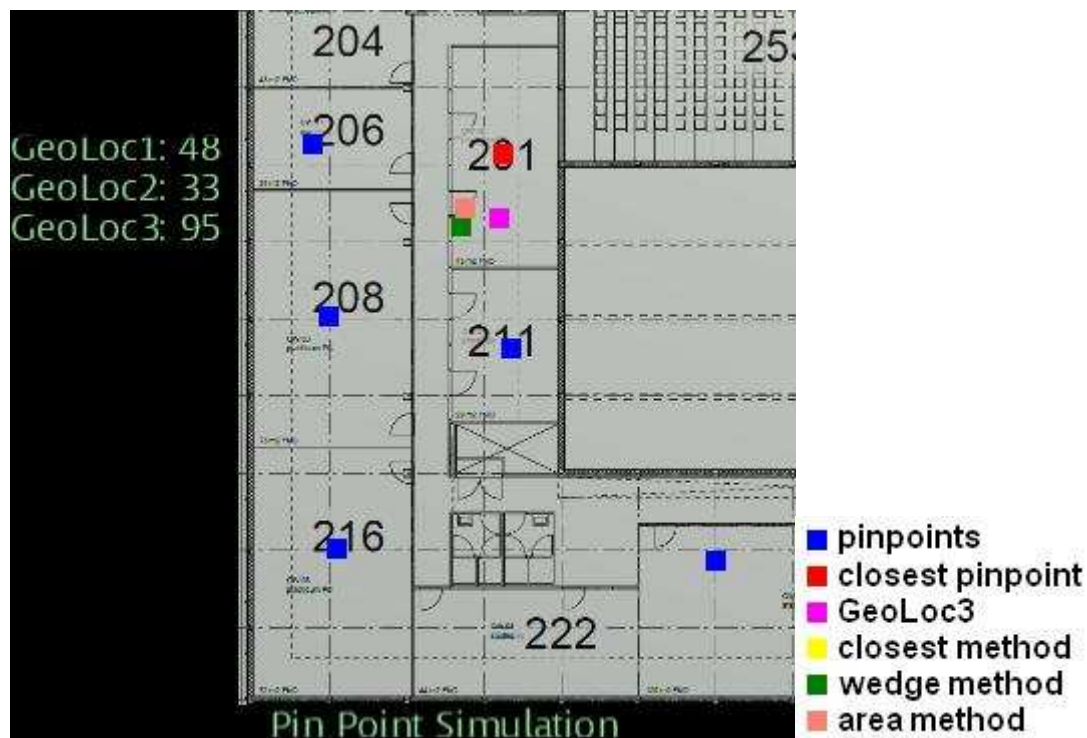 204
253
206
201
GeoLoc1: 48
GeoLoc2: 33
GeoLoc3: 95
208
211
216
222
pinpoints
closest pinpoint
GeoLoc3
closest method
wedge method
area method
Pin Point Simulation